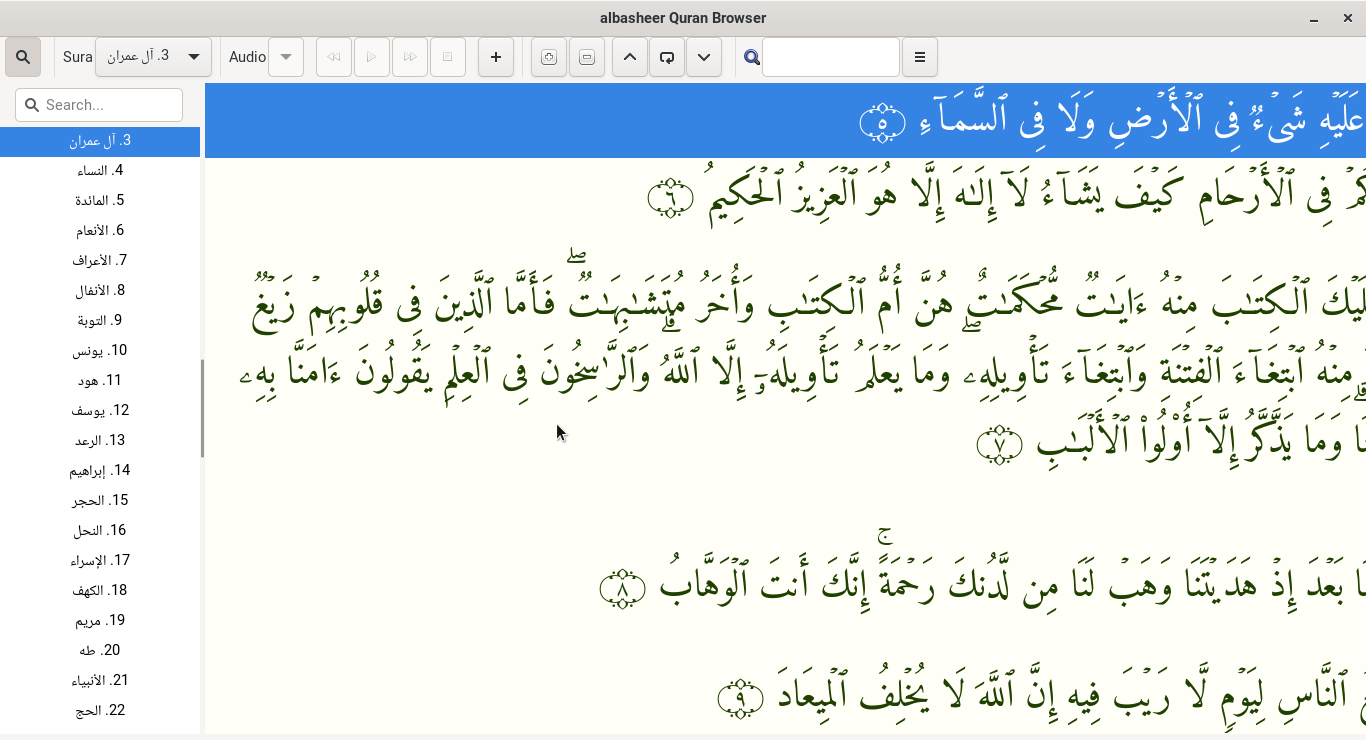 albasheer Quran Browser
Sura
3. آل عمران
Audio
Search...
3. آل عمران
4. النساء
5. المائدة
6. الأنعام
7. الأعراف
8. الأنفال
9. التوبة
10. يونس
11. هود
12. يوسف
13. الرعد
14. إبراهيم
15. الحجر
16. النحل
17. الإسراء
18. الكهف
19. مريم
20. طه
21. الأنبياء
22. الحج
عَلَيْهِ شَىْءٌۭ فِى ٱلْأَرْضِ وَلَا فِى ٱلسَّمَآءِ ﴿٥﴾
فِى ٱلْأَرْحَامِ كَيْفَ يَشَآءُ لَآ إِلَـٰهَ إِلَّا هُوَ ٱلْعَزِيزُ ٱلْحَكِيمُ ﴿٦﴾
ٱلْكِتَـٰبَ مِنْهُ ءَايَـٰتٌۭ مُّحْكَمَـٰتٌ هُنَّ أُمُّ ٱلْكِتَـٰبِ وَأُخَرُ مُتَشَـٰبِهَـٰتٌۭ ۖ فَأَمَّا ٱلَّذِينَ فِى قُلُوبِهِمْ زَيْغٌۭ
مِنْهُ ٱبْتِغَآءَ ٱلْفِتْنَةِ وَٱبْتِغَآءَ تَأْوِيلِهِۦ ۖ وَمَا يَعْلَمُ تَأْوِيلَهُۥٓ إِلَّا ٱللَّهُ ۗ وَٱلرَّٰسِخُونَ فِى ٱلْعِلْمِ يَقُولُونَ ءَامَنَّا بِهِۦ
وَمَا يَذَّكَّرُ إِلَّآ أُو۟لُوا۟ ٱلْأَلْبَـٰبِ ﴿٧﴾
بَعْدَ إِذْ هَدَيْتَنَا وَهَبْ لَنَا مِن لَّدُنكَ رَحْمَةً ۚ إِنَّكَ أَنتَ ٱلْوَهَّابُ ﴿٨﴾
ٱلنَّاسِ لِيَوْمٍۢ لَّا رَيْبَ فِيهِ إِنَّ ٱللَّهَ لَا يُخْلِفُ ٱلْمِيعَادَ ﴿٩﴾